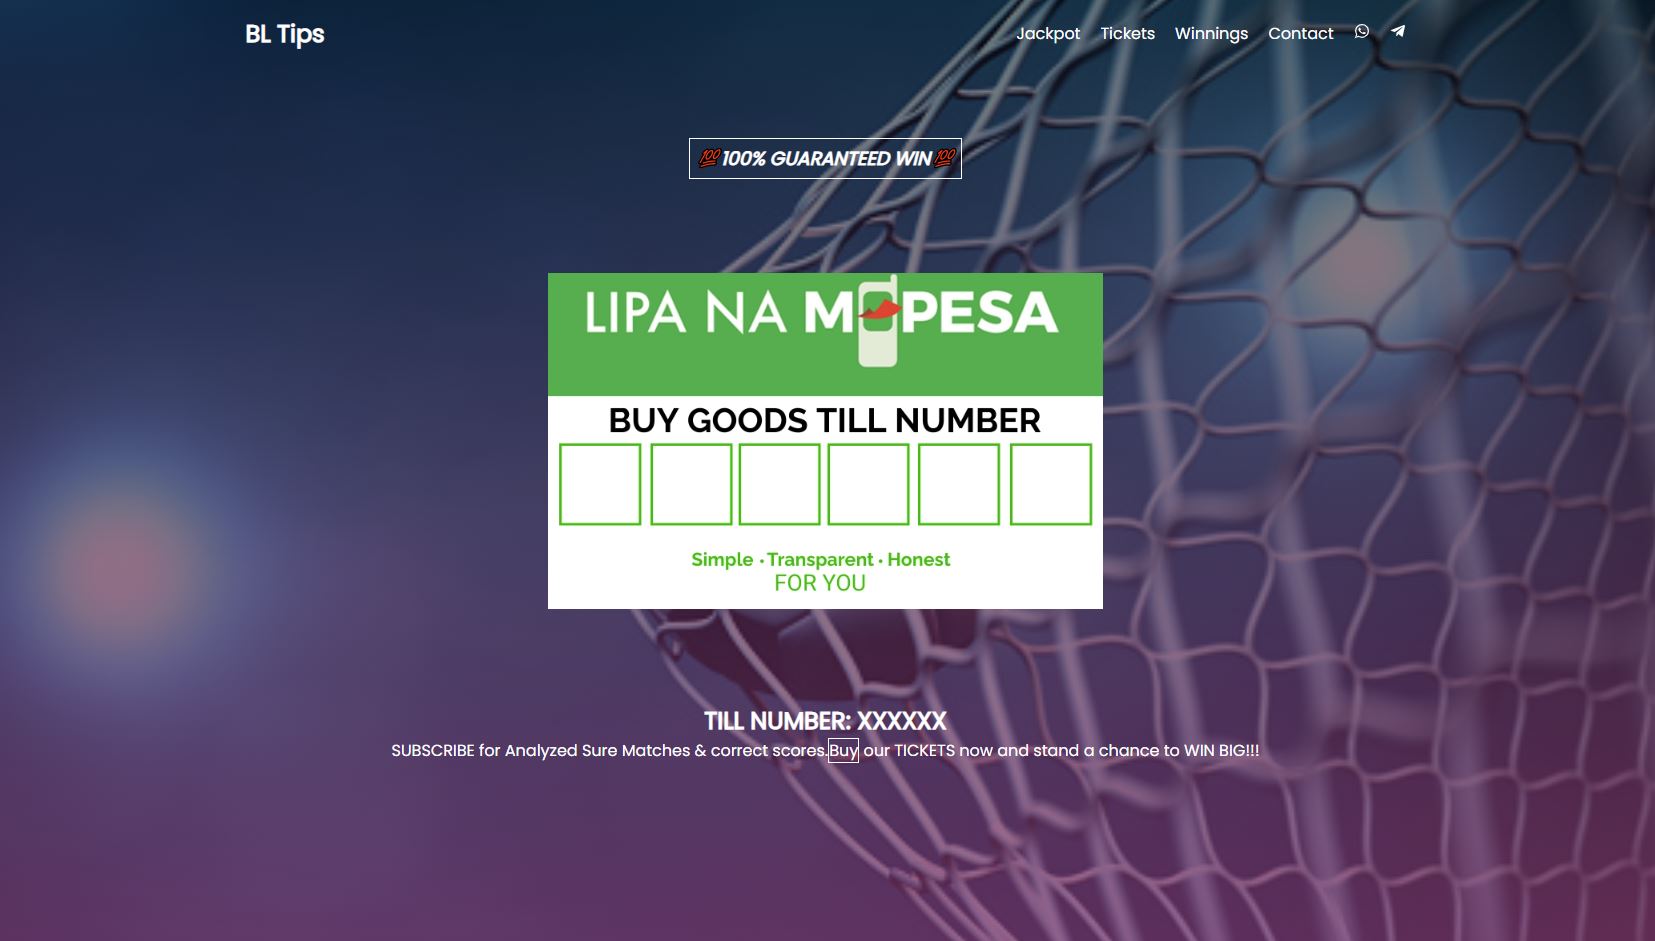 BL Tips
Jackpot Tickets Winnings Contact
💯100% GUARANTEED WIN💯
LIPA NA M-PESA
BUY GOODS TILL NUMBER
Simple • Transparent • Honest
FOR YOU
TILL NUMBER: XXXXXX
SUBSCRIBE for Analyzed Sure Matches & correct scores.Buy our TICKETS now and stand a chance to WIN BIG!!!